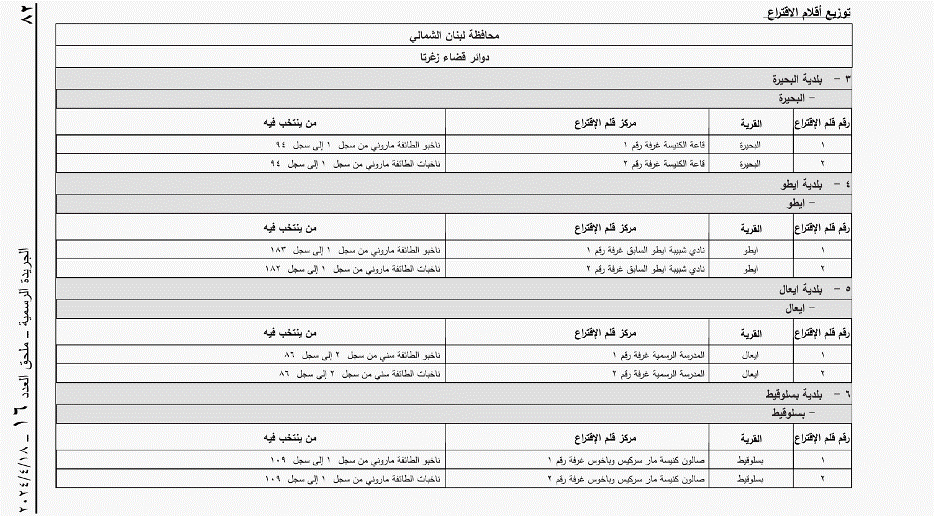 توزيع أقلام الاقتراع
محافظة لبنان الشمالي
دوائر قضاء زغرتا
٣ - بلدية البحيرة
- البحيرة
رقم قلم الإقتراع القرية مركز قلم الإقتراع من ينتخب فيه
١ البحيرة قاعة الكنيسة غرفة رقم ١ ناخبو الطائفة ماروني من سجل ١ إلى سجل ٩٤
٢ البحيرة قاعة الكنيسة غرفة رقم ٢ ناخبات الطائفة ماروني من سجل ١ إلى سجل ٩٤
٤ - بلدية ايطو
- ايطو
رقم قلم الإقتراع القرية مركز قلم الإقتراع من ينتخب فيه
١ ايطو نادي شبيبة ايطو السابق غرفة رقم ١ ناخبو الطائفة ماروني من سجل ١ إلى سجل ١٨٣
٢ ايطو نادي شبيبة ايطو السابق غرفة رقم ٢ ناخبات الطائفة ماروني من سجل ١ إلى سجل ١٨٢
٥ - بلدية ايعال
- ايعال
رقم قلم الإقتراع القرية مركز قلم الإقتراع من ينتخب فيه
١ ايعال المدرسة الرسمية غرفة رقم ١ ناخبو الطائفة سني من سجل ٢ إلى سجل ٨٦
٢ ايعال المدرسة الرسمية غرفة رقم ٢ ناخبات الطائفة سني من سجل ٢ إلى سجل ٨٦
٦ - بلدية بسلوقيط
- بسلوقيط
رقم قلم الإقتراع القرية مركز قلم الإقتراع من ينتخب فيه
١ بسلوقيط صالون كنيسة مار سركيس وباخوس غرفة رقم ١ ناخبو الطائفة ماروني من سجل ١ إلى سجل ١٠٩
٢ بسلوقيط صالون كنيسة مار سركيس وباخوس غرفة رقم ٢ ناخبات الطائفة ماروني من سجل ١ إلى سجل ١٠٩
٨٢
الجريدة الرسمية – ملحق العدد ١٦ – ٢٠٢٤/٤/١٨